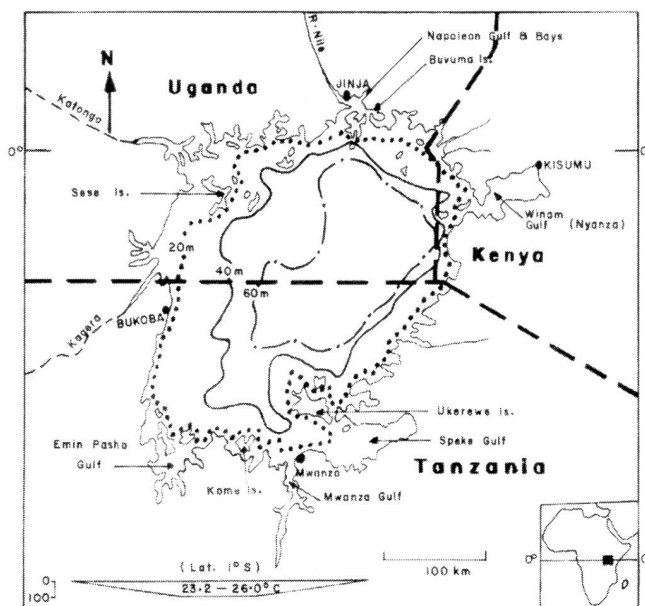 R·Nile
Napoleon Gulf & Bays
N
JINJA
Buvuma Is.
Uganda
Katonga
0°
0
KISUMU
Sese Is.
Winam
Gulf (Nyanza)
20m
Kenya
40m
60m
BUKOBA
Kagera
Ukerewe Is.
Emin Pasha
Gulf
Speke Gulf
Mwanza
Tanzania
Kome Is.
Mwanza Gulf
(Lat. 1°S)
0
100
23·2 – 26·0°C
100 km
0°
0